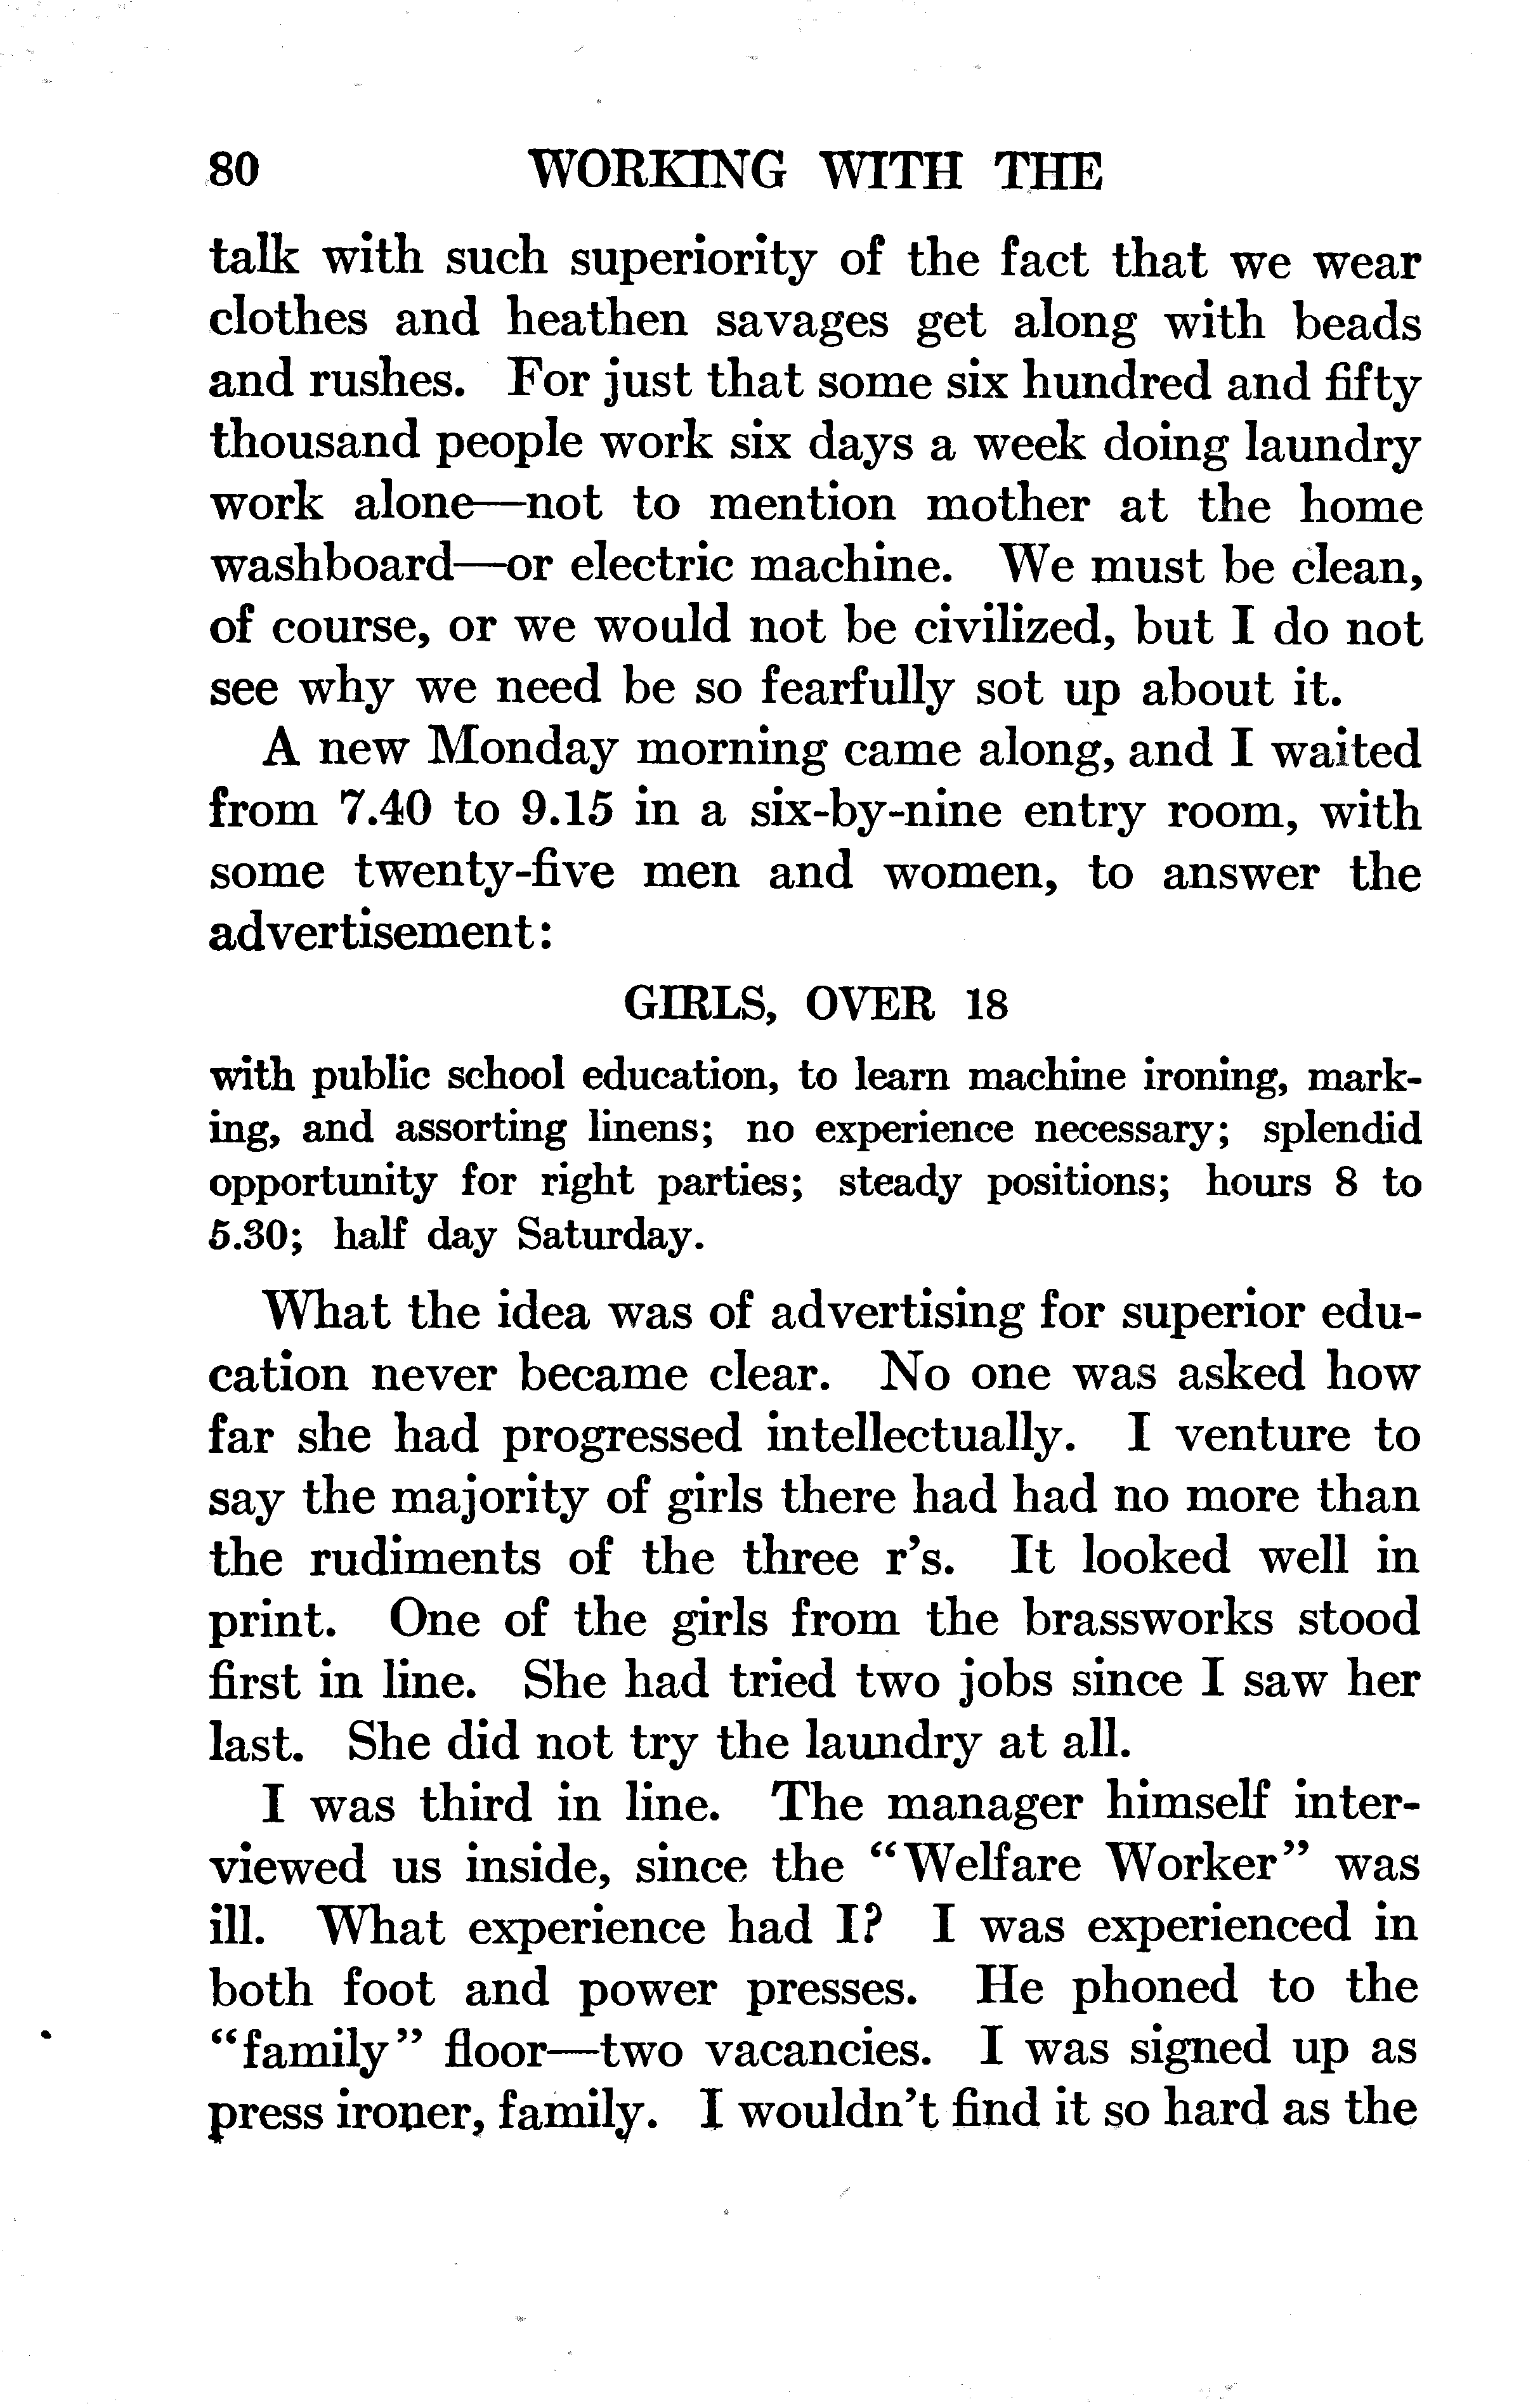 80 WORKING WITH THE
talk with such superiority of the fact that we wear
clothes and heathen savages get along with beads
and rushes. For just that some six hundred and fifty
thousand people work six days a week doing laundry
work alone—not to mention mother at the home
washboard—or electric machine. We must be clean,
of course, or we would not be civilized, but I do not
see why we need be so fearfully sot up about it.
A new Monday morning came along, and I waited
from 7.40 to 9.15 in a six-by-nine entry room, with
some twenty-five men and women, to answer the
advertisement:
GIRLS, OVER 18
with public school education, to learn machine ironing, mark-
ing, and assorting linens; no experience necessary; splendid
opportunity for right parties; steady positions; hours 8 to
5.30; half day Saturday.
What the idea was of advertising for superior edu-
cation never became clear. No one was asked how
far she had progressed intellectually. I venture to
say the majority of girls there had had no more than
the rudiments of the three r's. It looked well in
print. One of the girls from the brassworks stood
first in line. She had tried two jobs since I saw her
last. She did not try the laundry at all.
I was third in line. The manager himself inter-
viewed us inside, since the "Welfare Worker" was
ill. What experience had I? I was experienced in
both foot and power presses. He phoned to the
"family" floor—two vacancies. I was signed up as
press ironer, family. I wouldn't find it so hard as the